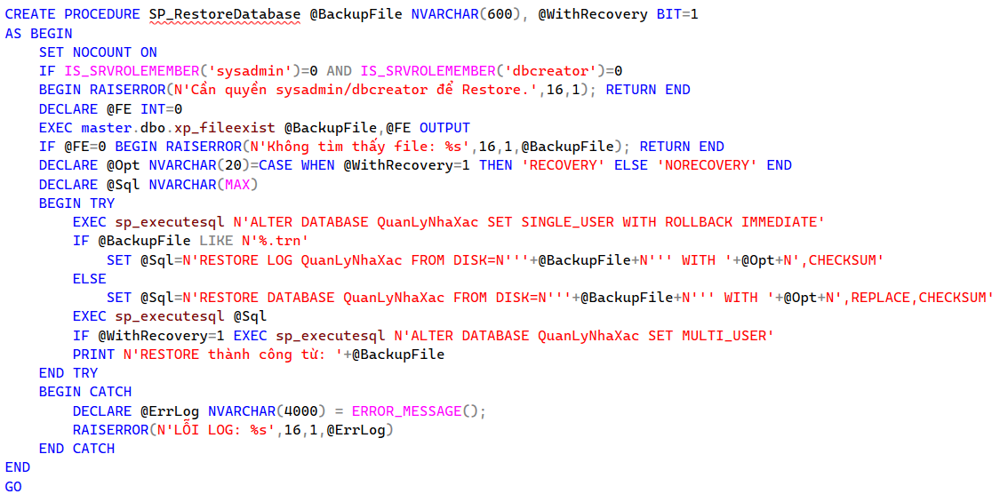 CREATE PROCEDURE SP_RestoreDatabase @BackupFile NVARCHAR(600), @WithRecovery BIT=1
AS BEGIN
    SET NOCOUNT ON
    IF IS_SRVROLEMEMBER('sysadmin')=0 AND IS_SRVROLEMEMBER('dbcreator')=0
    BEGIN RAISERROR(N'Cần quyền sysadmin/dbcreator để Restore.',16,1); RETURN END
    DECLARE @FE INT=0
    EXEC master.dbo.xp_fileexist @BackupFile,@FE OUTPUT
    IF @FE=0 BEGIN RAISERROR(N'Không tìm thấy file: %s',16,1,@BackupFile); RETURN END
    DECLARE @Opt NVARCHAR(20)=CASE WHEN @WithRecovery=1 THEN 'RECOVERY' ELSE 'NORECOVERY' END
    DECLARE @Sql NVARCHAR(MAX)
    BEGIN TRY
        EXEC sp_executesql N'ALTER DATABASE QuanLyNhaXac SET SINGLE_USER WITH ROLLBACK IMMEDIATE'
        IF @BackupFile LIKE N'%.trn'
            SET @Sql=N'RESTORE LOG QuanLyNhaXac FROM DISK=N'''+@BackupFile+N''' WITH '+@Opt+N',CHECKSUM'
        ELSE
            SET @Sql=N'RESTORE DATABASE QuanLyNhaXac FROM DISK=N'''+@BackupFile+N''' WITH '+@Opt+N',REPLACE,CHECKSUM'
        EXEC sp_executesql @Sql
        IF @WithRecovery=1 EXEC sp_executesql N'ALTER DATABASE QuanLyNhaXac SET MULTI_USER'
        PRINT N'RESTORE thành công từ: '+@BackupFile
    END TRY
    BEGIN CATCH
        DECLARE @ErrLog NVARCHAR(4000) = ERROR_MESSAGE();
        RAISERROR(N'LỖI LOG: %s',16,1,@ErrLog)
    END CATCH
END
GO